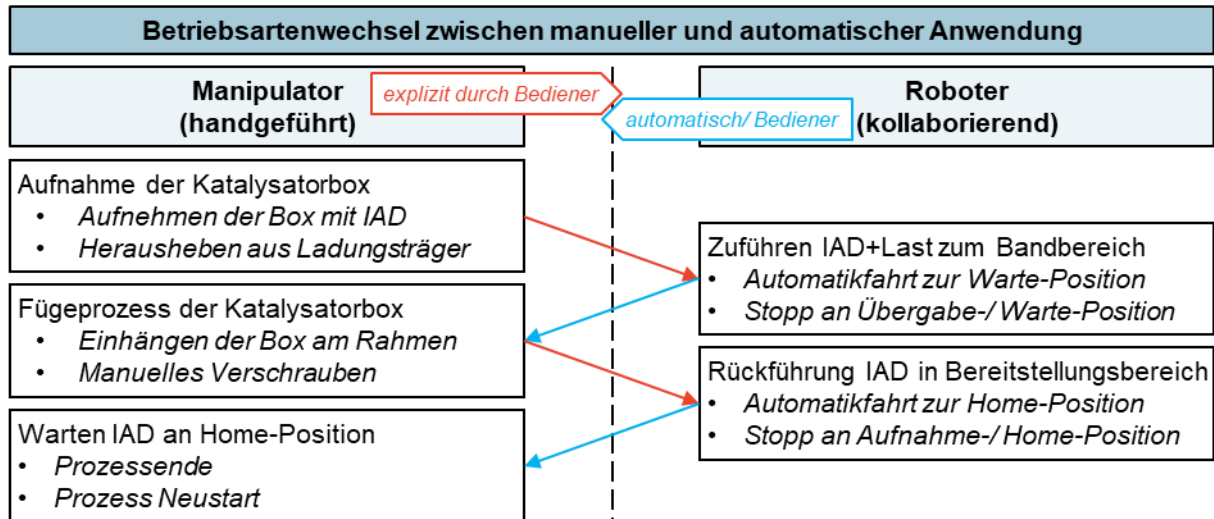 Betriebsartenwechsel zwischen manueller und automatischer Anwendung
Manipulator
(handgeführt)
explizit durch Bediener
automatisch/ Bediener
Roboter
(kollaborierend)
Aufnahme der Katalysatorbox
• Aufnehmen der Box mit IAD
• Herausheben aus Ladungsträger
Zuführen IAD+Last zum Bandbereich
• Automatikfahrt zur Warte-Position
• Stopp an Übergabe-/ Warte-Position
Fügeprozess der Katalysatorbox
• Einhängen der Box am Rahmen
• Manuelles Verschrauben
Rückführung IAD in Bereitstellungsbereich
• Automatikfahrt zur Home-Position
• Stopp an Aufnahme-/ Home-Position
Warten IAD an Home-Position
• Prozessende
• Prozess Neustart